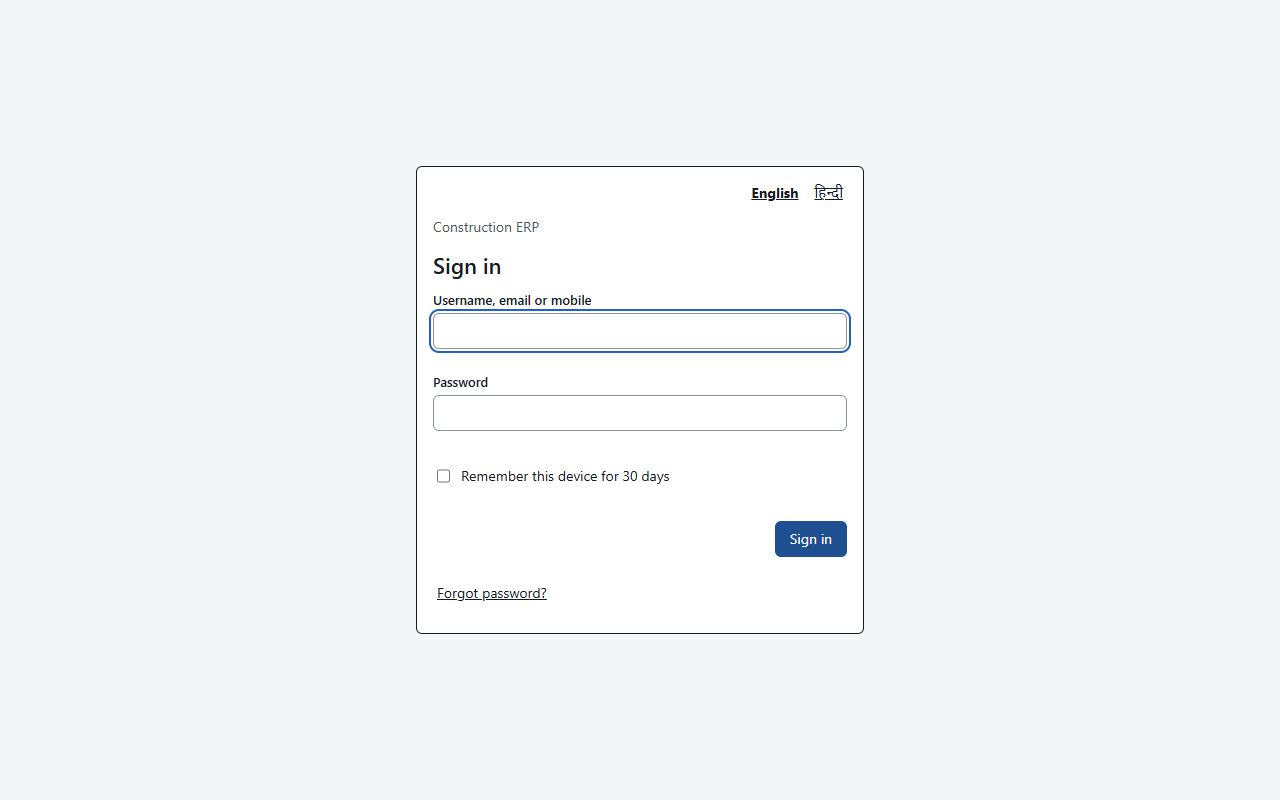 English हिन्दी
Construction ERP
Sign in
Username, email or mobile
Password
Remember this device for 30 days
Sign in
Forgot password?